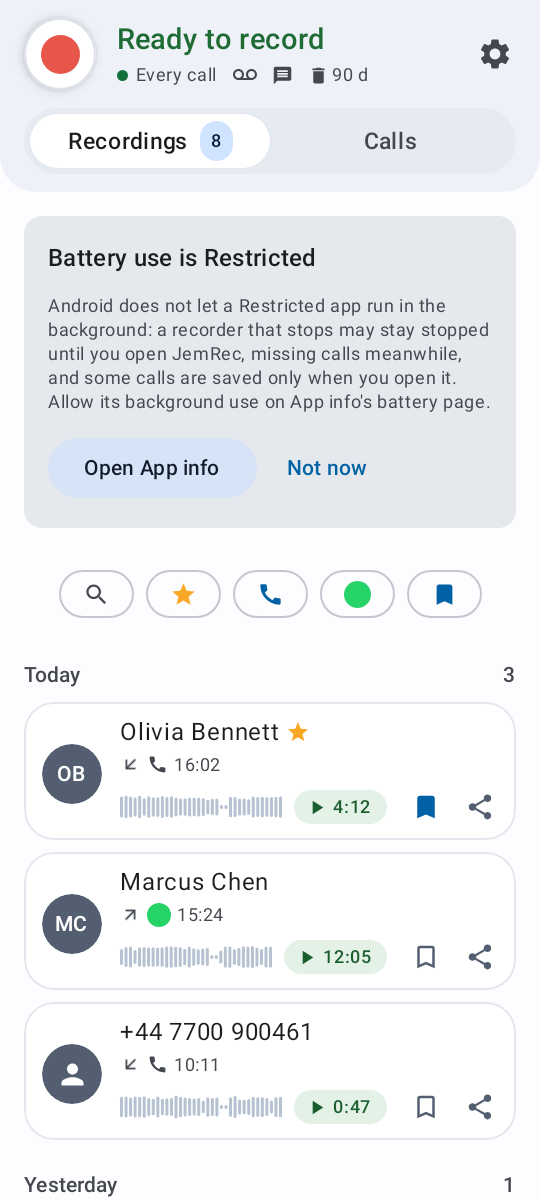 Ready to record
Every call 90 d
Recordings 8 Calls
Battery use is Restricted
Android does not let a Restricted app run in the
background: a recorder that stops may stay stopped
until you open JemRec, missing calls meanwhile,
and some calls are saved only when you open it.
Allow its background use on App info's battery page.
Open App info Not now
Today 3
Olivia Bennett
OB
16:02
4:12
Marcus Chen
MC
15:24
12:05
+44 7700 900461
10:11
0:47
Yesterday 1